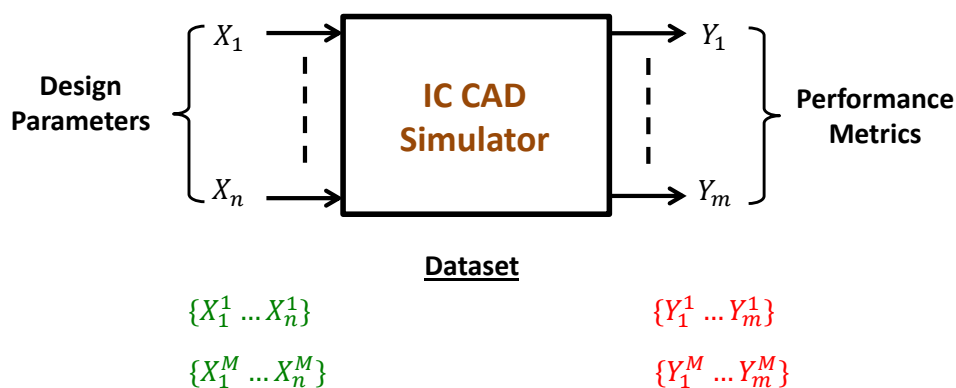 X₁
Y₁
Design
Parameters
IC CAD
Simulator
Performance
Metrics
Xₙ
Yₘ
Dataset
{X₁¹ … Xₙ¹}
{Y₁¹ … Yₘ¹}
{X₁ᴹ … Xₙᴹ}
{Y₁ᴹ … Yₘᴹ}